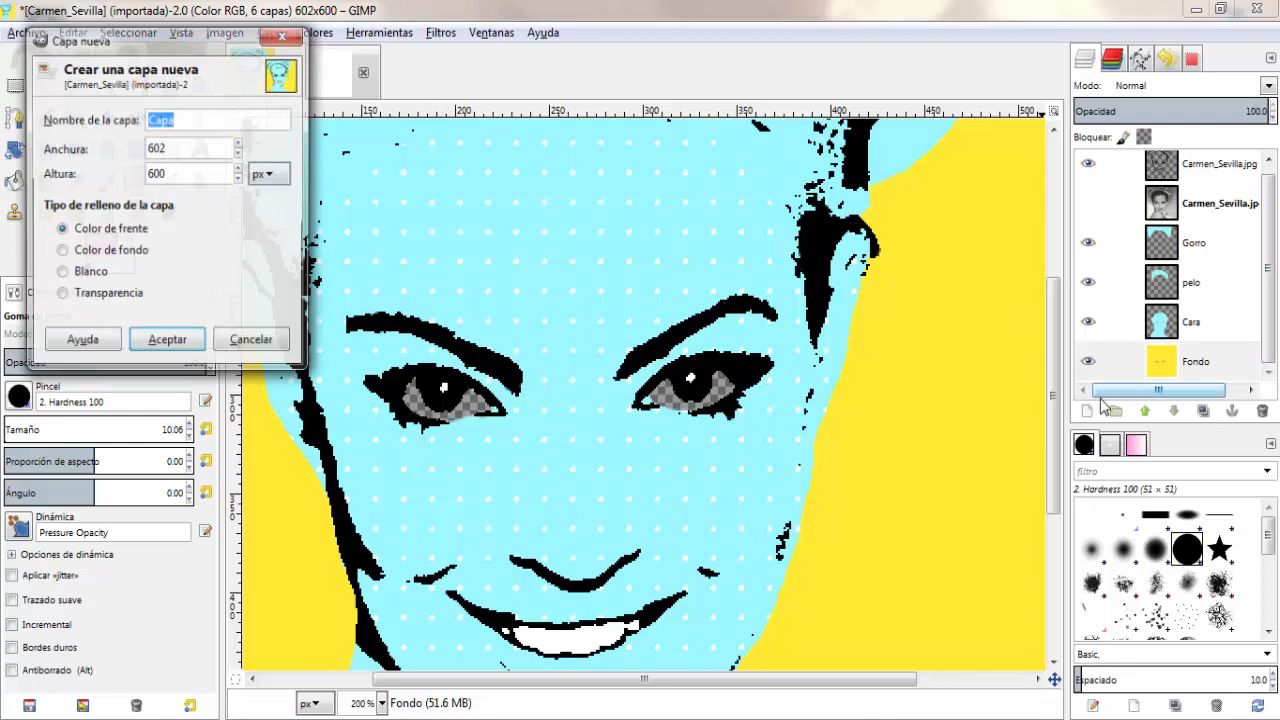 *[Carmen_Sevilla] (importada)-2.0 (Color RGB, 6 capas) 602x600 – GIMP
Archivo Editar Seleccionar Vista Imagen Colores Herramientas Filtros Ventanas Ayuda
Capa nueva
Crear una capa nueva
[Carmen_Sevilla] (importada)-2
Nombre de la capa: Capa
Anchura: 602
Altura: 600 px
Tipo de relleno de la capa
Color de frente
Color de fondo
Blanco
Transparencia
Ayuda Aceptar Cancelar
Pincel
2. Hardness 100
Tamaño 10.06
Proporción de aspecto 0.00
Ángulo 0.00
Dinámica
Pressure Opacity
Opciones de dinámica
Aplicar «jitter»
Trazado suave
Incremental
Bordes duros
Antiborrado (Alt)
150 200 250 300 350 400 450 500
300
350
400
px 200 % Fondo (51.6 MB)
Modo: Normal
Opacidad 100.0
Bloquear:
Carmen_Sevilla.jpg
Carmen_Sevilla.jp
Gorro
pelo
Cara
Fondo
filtro
2. Hardness 100 (51 × 51)
Basic,
Espaciado 10.0